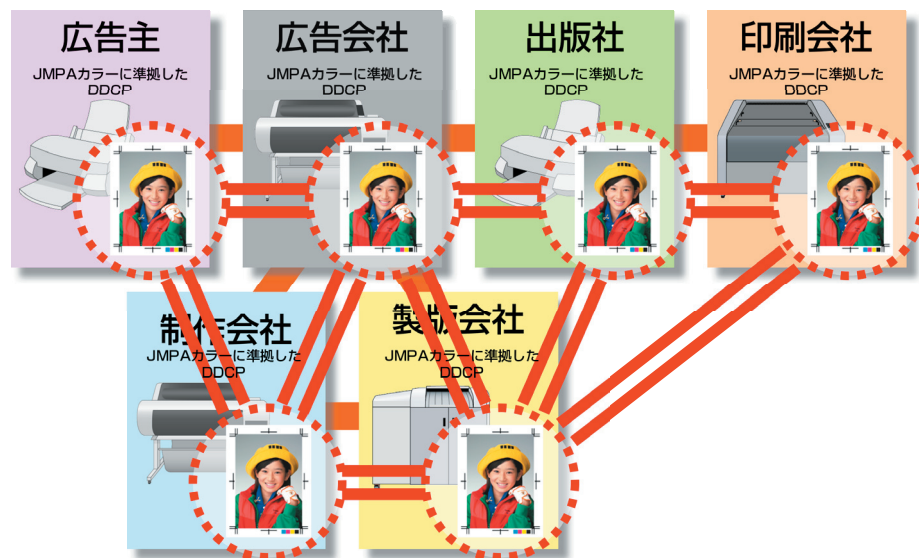 広告主
JMPAカラーに準拠した
DDCP
広告会社
JMPAカラーに準拠した
DDCP
出版社
JMPAカラーに準拠した
DDCP
印刷会社
JMPAカラーに準拠した
DDCP
制作会社
JMPAカラーに準拠した
DDCP
製版会社
JMPAカラーに準拠した
DDCP